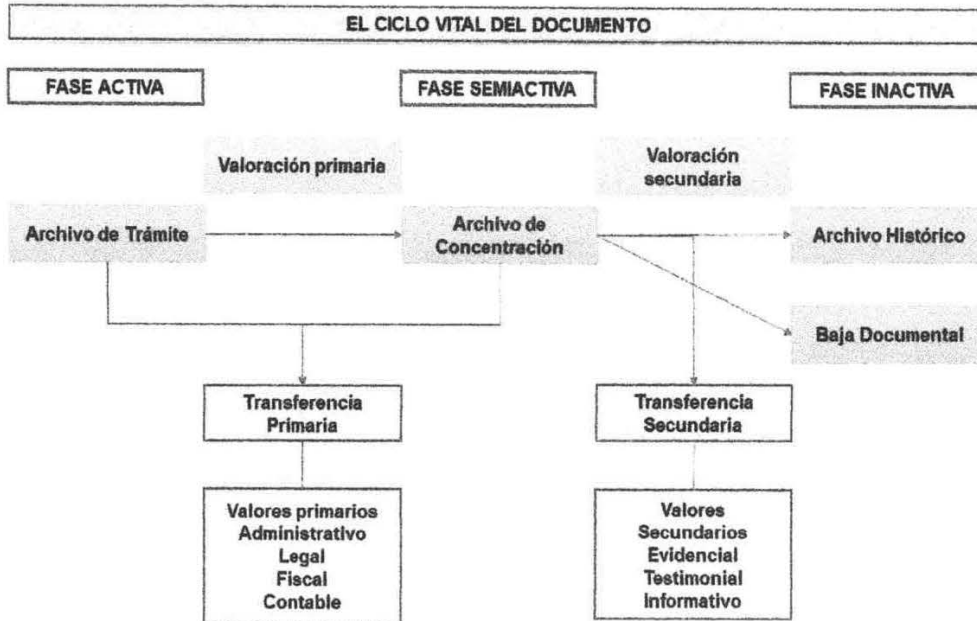 EL CICLO VITAL DEL DOCUMENTO
FASE ACTIVA
FASE SEMIACTIVA
FASE INACTIVA
Valoración primaria
Valoración
secundaria
Archivo de Trámite
Archivo de
Concentración
Archivo Histórico
Baja Documental
Transferencia
Primaria
Transferencia
Secundaria
Valores primarios
Administrativo
Legal
Fiscal
Contable
Valores
Secundarios
Evidencial
Testimonial
Informativo